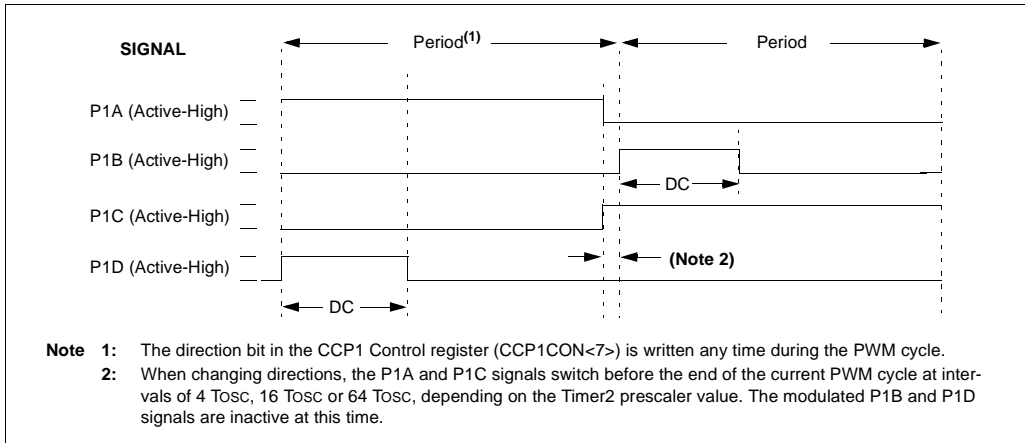 SIGNAL
Period(1)
Period
P1A (Active-High)
P1B (Active-High)
DC
P1C (Active-High)
P1D (Active-High)
(Note 2)
DC
Note 1: The direction bit in the CCP1 Control register (CCP1CON<7>) is written any time during the PWM cycle.
2: When changing directions, the P1A and P1C signals switch before the end of the current PWM cycle at inter-
vals of 4 TOSC, 16 TOSC or 64 TOSC, depending on the Timer2 prescaler value. The modulated P1B and P1D
signals are inactive at this time.